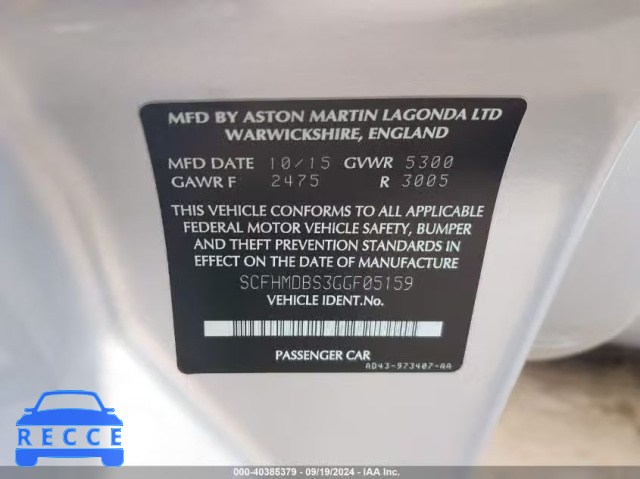 MFD BY ASTON MARTIN LAGONDA LTD
WARWICKSHIRE, ENGLAND
MFD DATE 10/15 GVWR 5300
GAWR F 2475 R 3005
THIS VEHICLE CONFORMS TO ALL APPLICABLE
FEDERAL MOTOR VEHICLE SAFETY, BUMPER
AND THEFT PREVENTION STANDARDS IN
EFFECT ON THE DATE OF MANUFACTURE
SCFHMDBS3GGF05159
VEHICLE IDENT.No.
PASSENGER CAR
AD43-973407-AA
RECCE
000-40385379 - 09/19/2024 - IAA Inc.